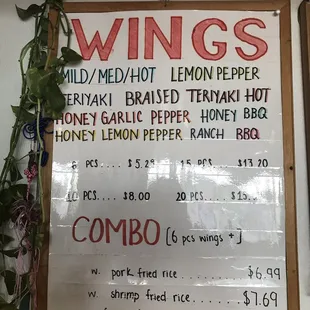 WINGS
MILD/MED/HOT LEMON PEPPER
TERIYAKI BRAISED TERIYAKI HOT
HONEY GARLIC PEPPER HONEY BBQ
HONEY LEMON PEPPER RANCH BBQ
PCS.... $5.29 15 PCS.... $13.20
10 PCS.... $8.00 20 PCS....
COMBO [6 pcs wings +]
w. pork fried rice ........... $6.99
w. shrimp fried rice ....... $7.69